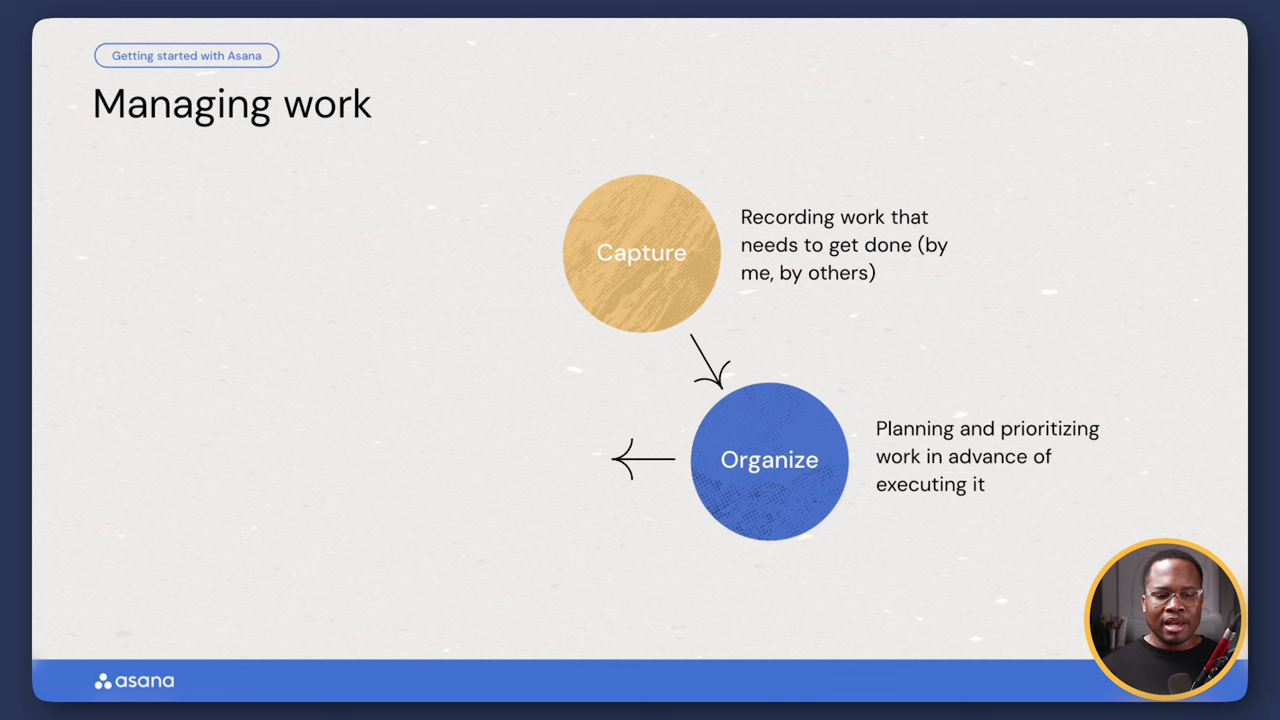 Getting started with Asana
Managing work
Capture
Recording work that
needs to get done (by
me, by others)
Organize
Planning and prioritizing
work in advance of
executing it
asana